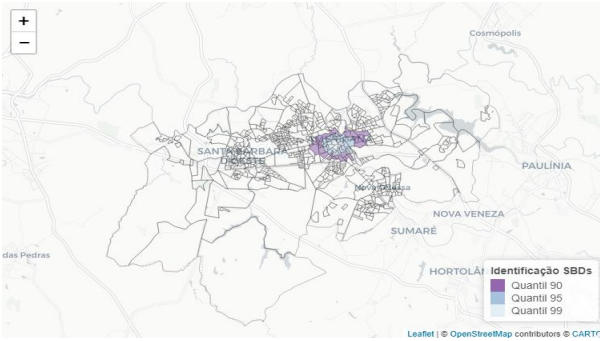 +
−
Cosmópolis
SANTA BÁRBARA
D'OESTE
PAULÍNIA
Nova Odessa
NOVA VENEZA
SUMARÉ
das Pedras
HORTOLÂN
Identificação SBDs
Quantil 90
Quantil 95
Quantil 99
Leaflet | © OpenStreetMap contributors © CARTO